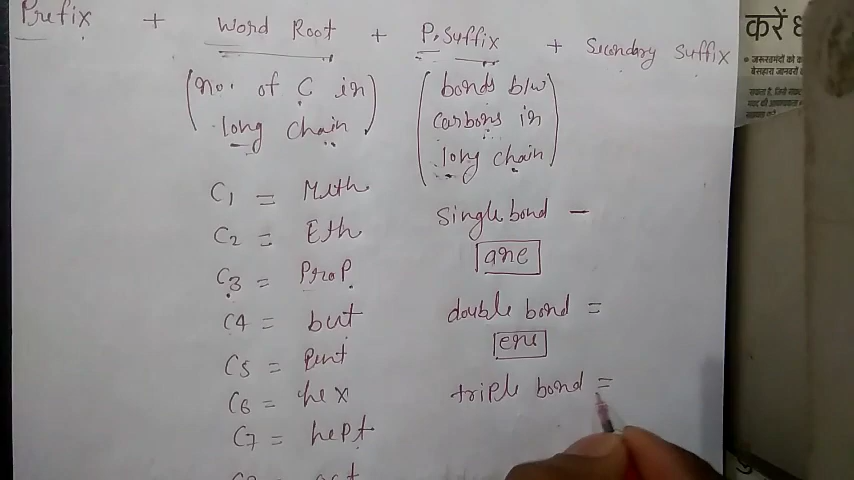 Prefix + Word Root + P. Suffix + Secondary Suffix
(no. of C in long chain)
(bonds b/w carbons in long chain)
C1 = Meth
C2 = Eth
C3 = Prop
C4 = but
C5 = Pent
C6 = hex
C7 = hept
Single bond -
ane
double bond =
ene
triple bond =
करें